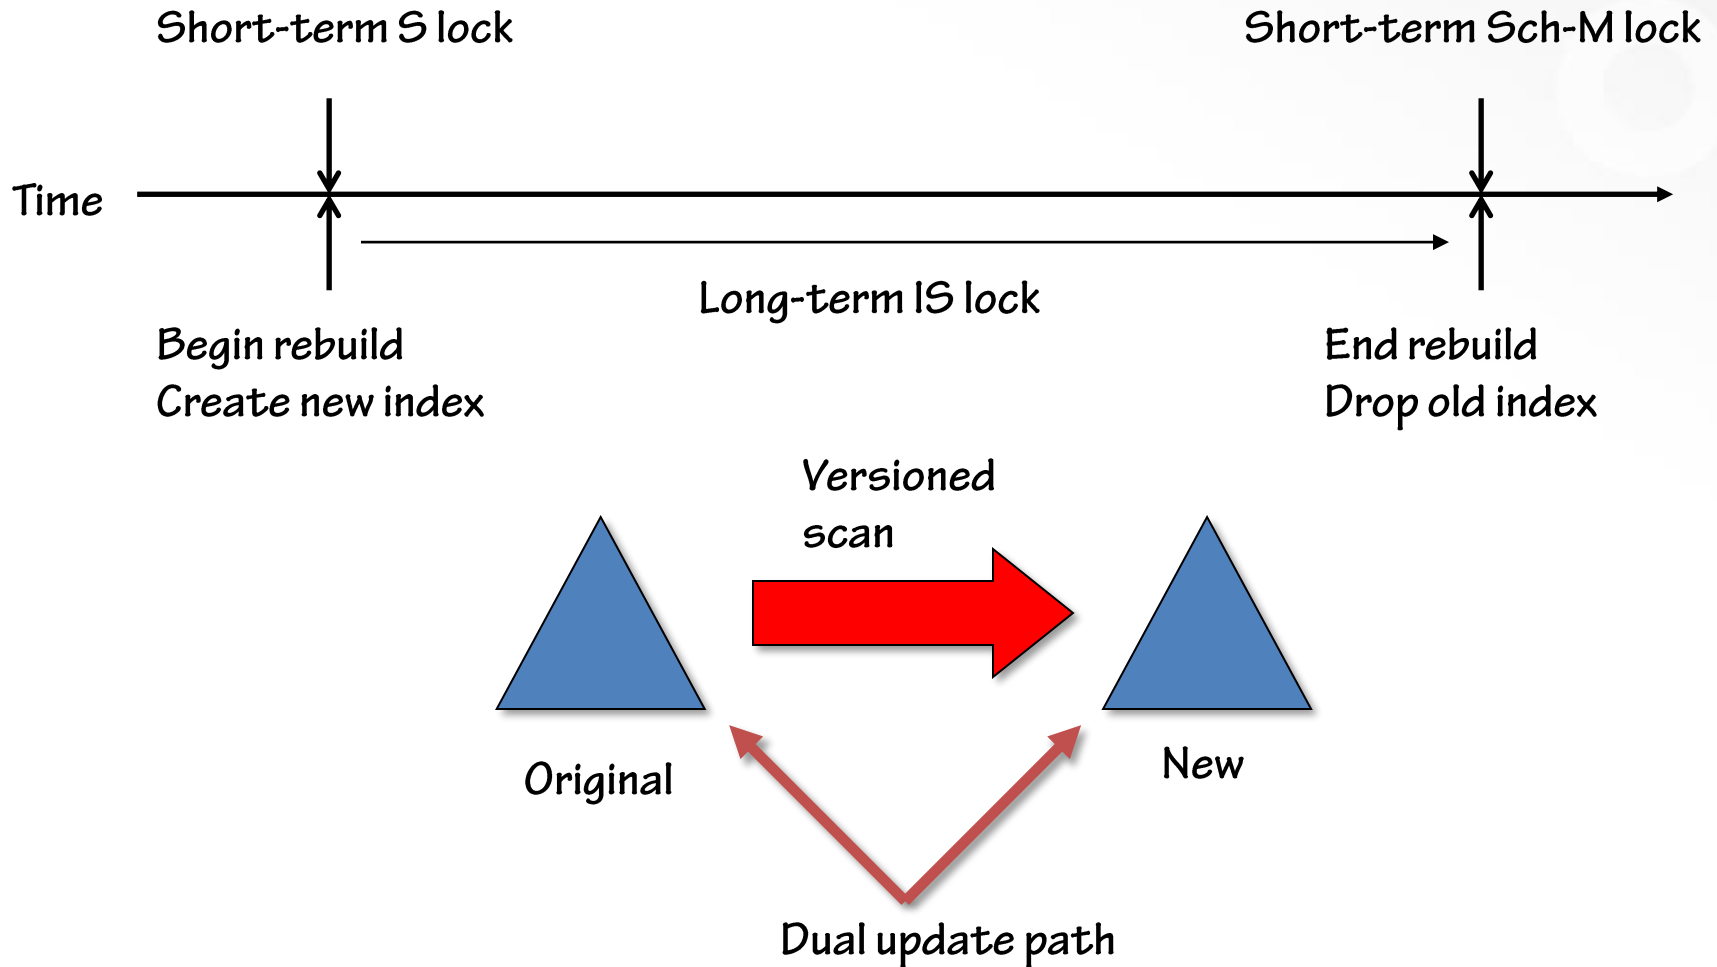 Short-term S lock
Short-term Sch-M lock
Time
Long-term IS lock
Begin rebuild
Create new index
End rebuild
Drop old index
Versioned
scan
Original
New
Dual update path